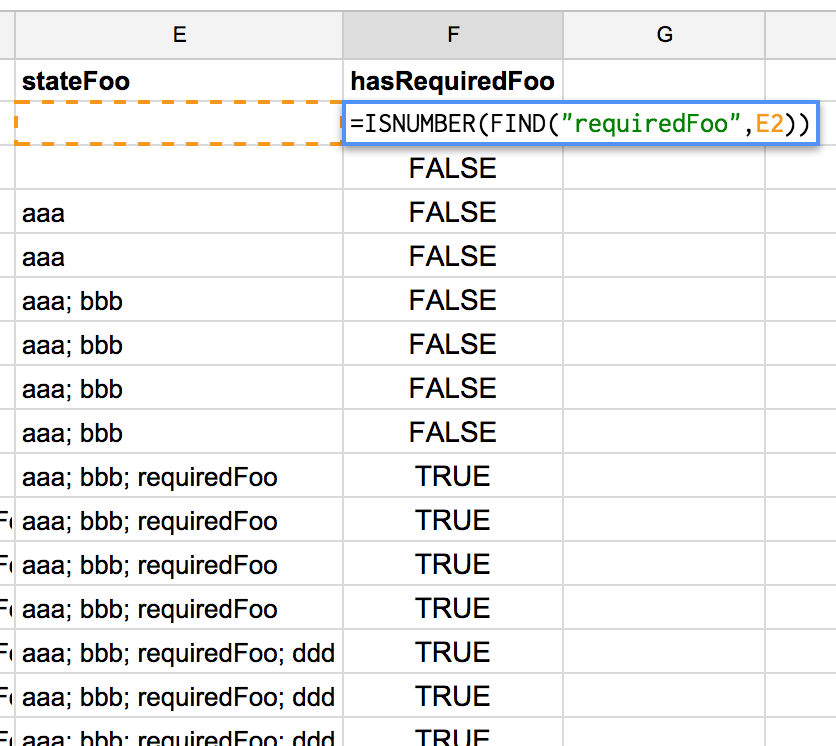 E F G
stateFoo hasRequiredFoo
=ISNUMBER(FIND("requiredFoo",E2))
FALSE
aaa FALSE
aaa FALSE
aaa; bbb FALSE
aaa; bbb FALSE
aaa; bbb FALSE
aaa; bbb FALSE
aaa; bbb; requiredFoo TRUE
aaa; bbb; requiredFoo TRUE
aaa; bbb; requiredFoo TRUE
aaa; bbb; requiredFoo TRUE
aaa; bbb; requiredFoo; ddd TRUE
aaa; bbb; requiredFoo; ddd TRUE
aaa; bbb; requiredFoo; ddd TRUE